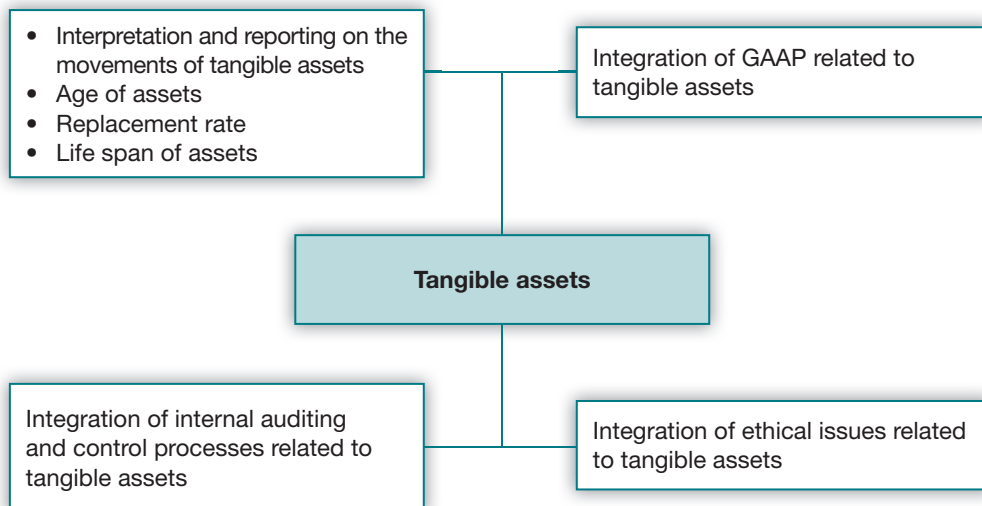 • Interpretation and reporting on the
movements of tangible assets
• Age of assets
• Replacement rate
• Life span of assets
Integration of GAAP related to
tangible assets
Tangible assets
Integration of internal auditing
and control processes related to
tangible assets
Integration of ethical issues related
to tangible assets